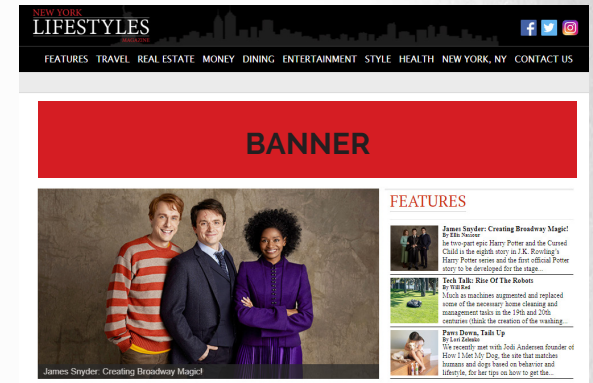 NEW YORK
LIFESTYLES
MAGAZINE
FEATURES TRAVEL REAL ESTATE MONEY DINING ENTERTAINMENT STYLE HEALTH NEW YORK, NY CONTACT US
BANNER
James Snyder: Creating Broadway Magic!
FEATURES
James Snyder: Creating Broadway Magic!
By Ellis Nassour
he two-part epic Harry Potter and the Cursed
Child is the eighth story in J.K. Rowling's
Harry Potter series and the first official Potter
story to be developed for the stage...
Tech Talk: Rise Of The Robots
By Will Red
Much as machines augmented and replaced
some of the necessary home cleaning and
management tasks in the 19th and 20th
centuries (think the creation of the washing...
Paws Down, Tails Up
By Lori Zelenko
We recently met with Jodi Andersen founder of
How I Met My Dog, the site that matches
humans and dogs based on behavior and
lifestyle, for her tips on how to get the...